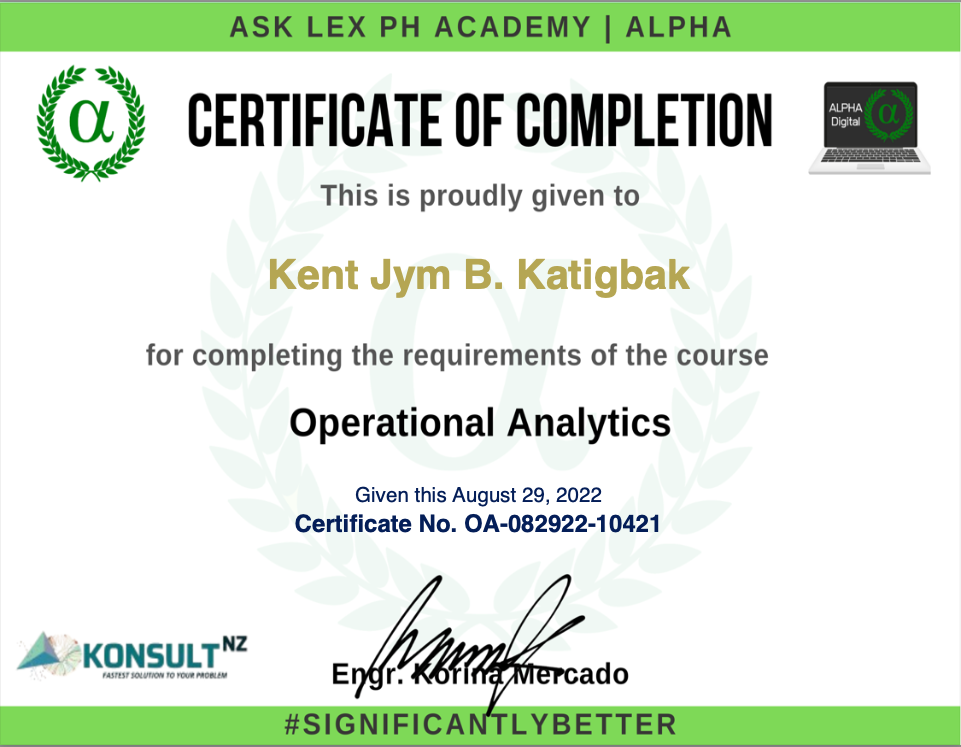 ASK LEX PH ACADEMY | ALPHA
α
CERTIFICATE OF COMPLETION
ALPHA
Digital
α
This is proudly given to
Kent Jym B. Katigbak
for completing the requirements of the course
Operational Analytics
Given this August 29, 2022
Certificate No. OA-082922-10421
KONSULT NZ
FASTEST SOLUTION TO YOUR PROBLEM
Engr. Korina Mercado
#SIGNIFICANTLYBETTER